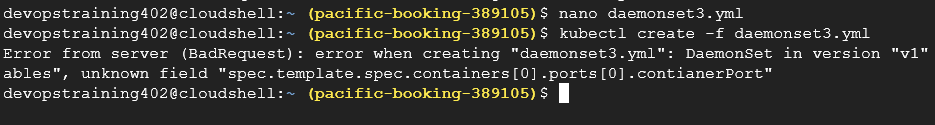 devopstraining402@cloudshell:~ (pacific-booking-389105)$ nano daemonset3.yml
devopstraining402@cloudshell:~ (pacific-booking-389105)$ kubectl create -f daemonset3.yml
Error from server (BadRequest): error when creating "daemonset3.yml": DaemonSet in version "v1"
ables", unknown field "spec.template.spec.containers[0].ports[0].contianerPort"
devopstraining402@cloudshell:~ (pacific-booking-389105)$